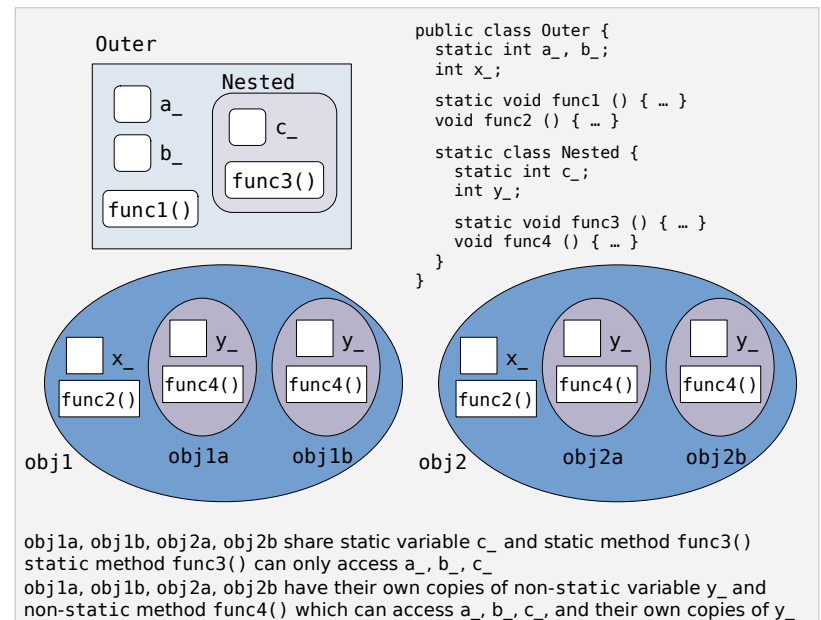 Outer
Nested
a_
b_
c_
func3()
func1()
public class Outer {
static int a_, b_;
int x_;
static void func1 () { … }
void func2 () { … }
static class Nested {
static int c_;
int y_;
static void func3 () { … }
void func4 () { … }
}
}
x_
func2()
y_
func4()
y_
func4()
obj1
obj1a
obj1b
x_
func2()
y_
func4()
y_
func4()
obj2
obj2a
obj2b
obj1a, obj1b, obj2a, obj2b share static variable c_ and static method func3()
static method func3() can only access a_, b_, c_
obj1a, obj1b, obj2a, obj2b have their own copies of non-static variable y_ and
non-static method func4() which can access a_, b_, c_, and their own copies of y_